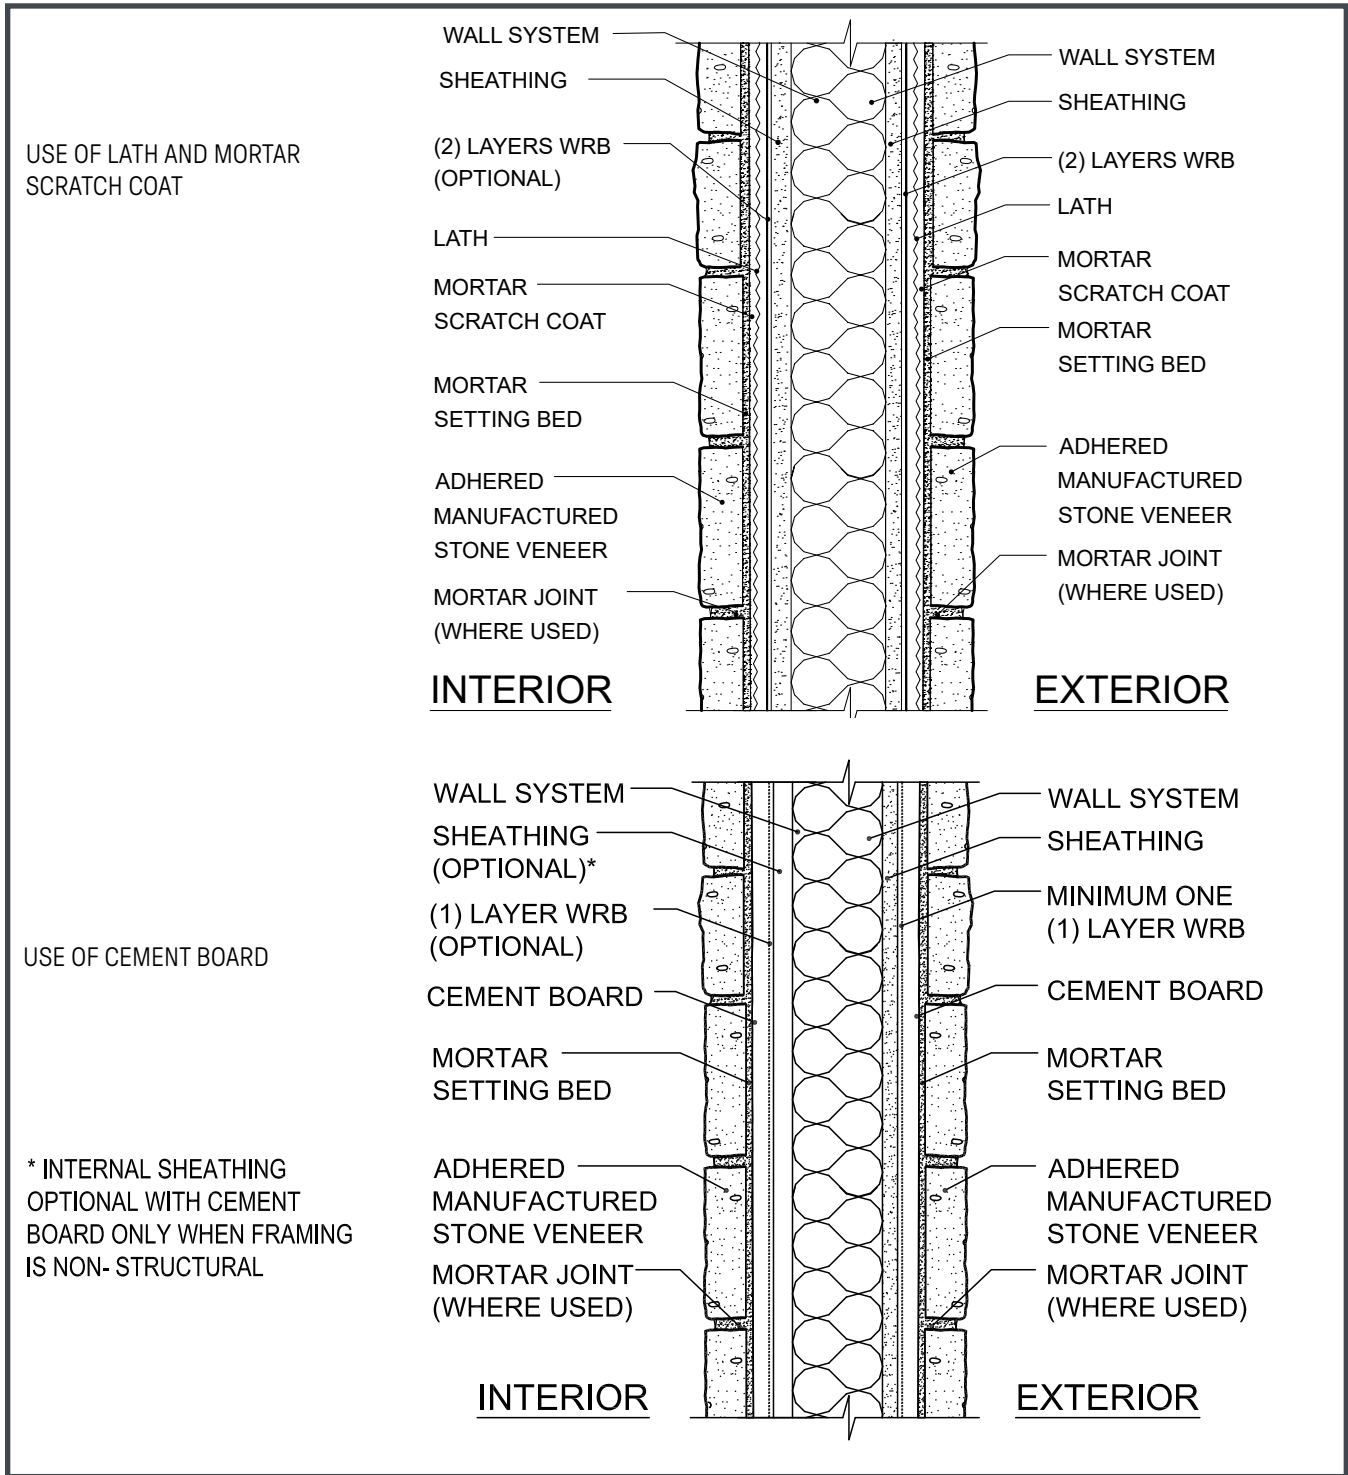 USE OF LATH AND MORTAR
SCRATCH COAT
WALL SYSTEM
SHEATHING
(2) LAYERS WRB
(OPTIONAL)
LATH
MORTAR
SCRATCH COAT
MORTAR
SETTING BED
ADHERED
MANUFACTURED
STONE VENEER
MORTAR JOINT
(WHERE USED)
INTERIOR
WALL SYSTEM
SHEATHING
(2) LAYERS WRB
LATH
MORTAR
SCRATCH COAT
MORTAR
SETTING BED
ADHERED
MANUFACTURED
STONE VENEER
MORTAR JOINT
(WHERE USED)
EXTERIOR
USE OF CEMENT BOARD
* INTERNAL SHEATHING
OPTIONAL WITH CEMENT
BOARD ONLY WHEN FRAMING
IS NON- STRUCTURAL
WALL SYSTEM
SHEATHING
(OPTIONAL)*
(1) LAYER WRB
(OPTIONAL)
CEMENT BOARD
MORTAR
SETTING BED
ADHERED
MANUFACTURED
STONE VENEER
MORTAR JOINT
(WHERE USED)
INTERIOR
WALL SYSTEM
SHEATHING
MINIMUM ONE
(1) LAYER WRB
CEMENT BOARD
MORTAR
SETTING BED
ADHERED
MANUFACTURED
STONE VENEER
MORTAR JOINT
(WHERE USED)
EXTERIOR